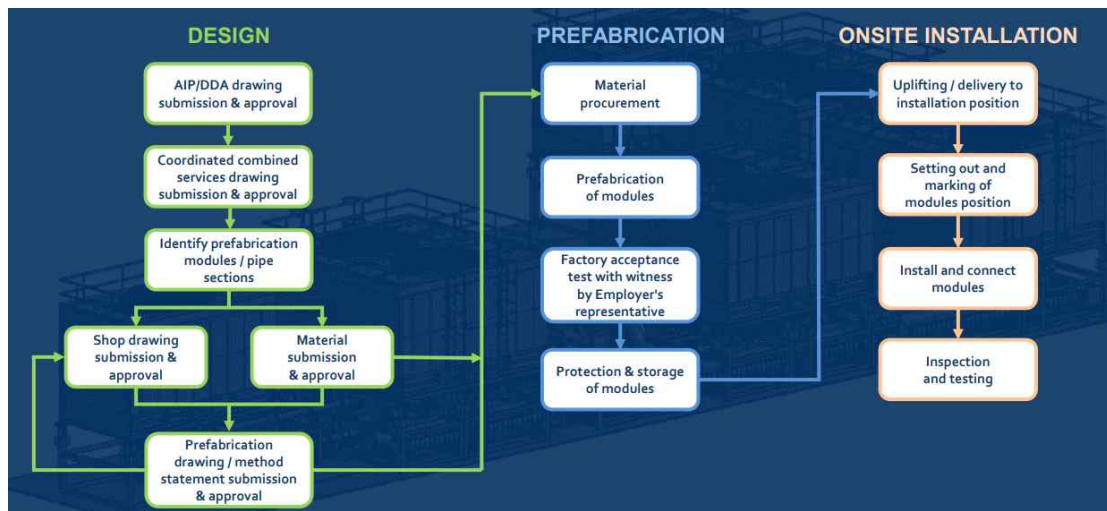 DESIGN
AIP/DDA drawing
submission & approval
Coordinated combined
services drawing
submission & approval
Identify prefabrication
modules / pipe
sections
Shop drawing
submission &
approval
Material
submission
& approval
Prefabrication
drawing / method
statement submission
& approval
PREFABRICATION
Material
procurement
Prefabrication
of modules
Factory acceptance
test with witness
by Employer's
representative
Protection & storage
of modules
ONSITE INSTALLATION
Uplifting / delivery to
installation position
Setting out and
marking of
modules position
Install and connect
modules
Inspection
and testing